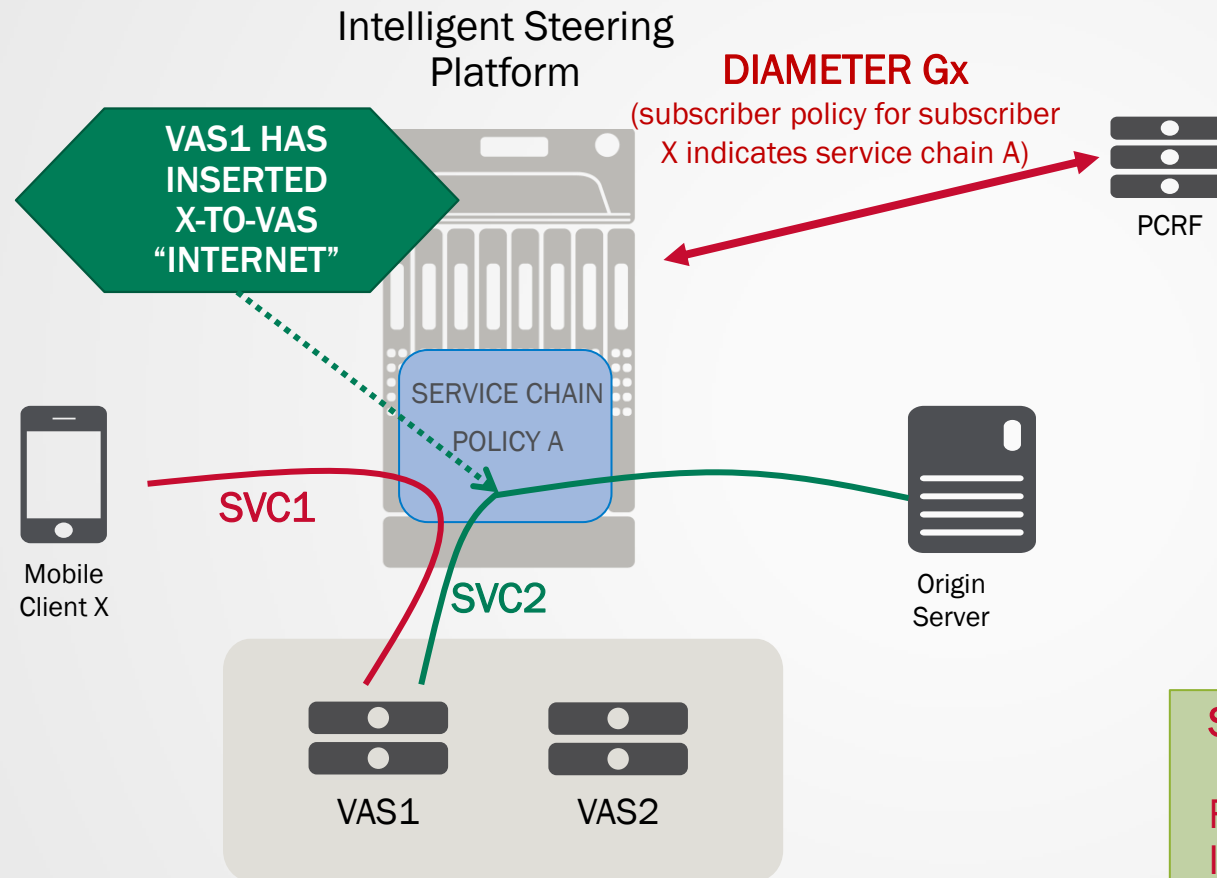 Intelligent Steering
Platform
DIAMETER Gx
(subscriber policy for subscriber
X indicates service chain A)
VAS1 HAS
INSERTED
X-TO-VAS
“INTERNET”
PCRF
SERVICE CHAIN
POLICY A
SVC1
Mobile
Client X
SVC2
Origin
Server
VAS1
VAS2